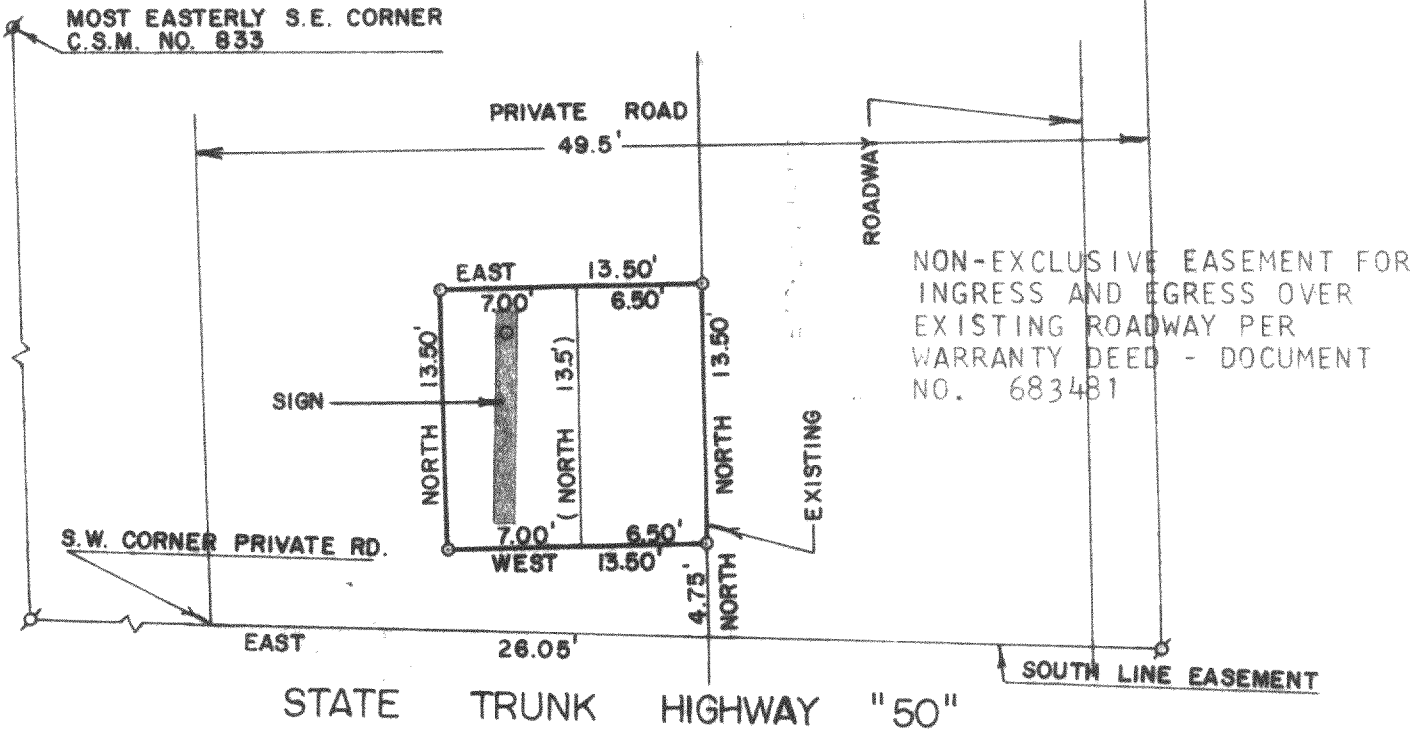 MOST EASTERLY S.E. CORNER
C.S.M. NO. 833
PRIVATE ROAD
49.5'
ROADWAY
NON-EXCLUSIVE EASEMENT FOR
INGRESS AND EGRESS OVER
EXISTING ROADWAY PER
WARRANTY DEED - DOCUMENT
NO. 683481
EAST 13.50'
7.00' 6.50'
NORTH 13.50'
(NORTH 13.5')
NORTH 13.50'
SIGN
EXISTING
7.00' 6.50'
WEST 13.50'
S.W. CORNER PRIVATE RD.
4.75'
NORTH
EAST 26.05'
SOUTH LINE EASEMENT
STATE TRUNK HIGHWAY "50"